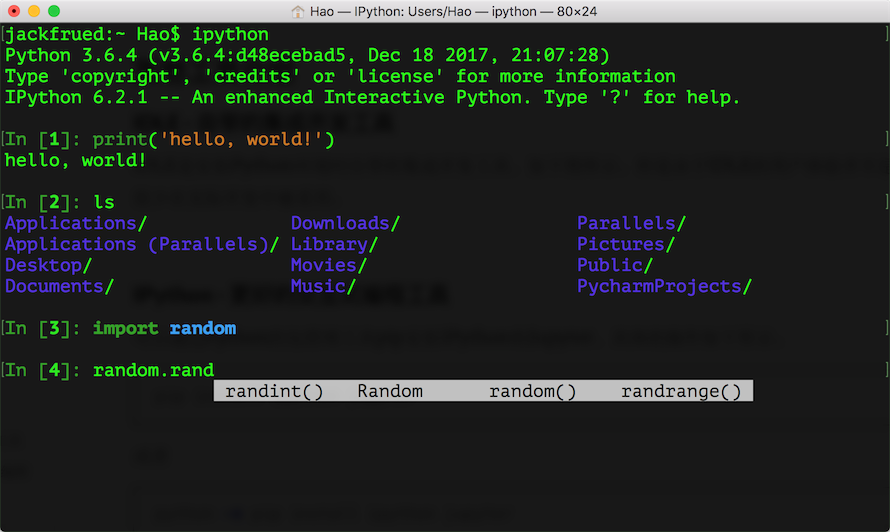 Hao — IPython: Users/Hao — ipython — 80×24
[jackfrued:~ Hao$ ipython ]
Python 3.6.4 (v3.6.4:d48ecebad5, Dec 18 2017, 21:07:28)
Type 'copyright', 'credits' or 'license' for more information
IPython 6.2.1 -- An enhanced Interactive Python. Type '?' for help.
[In [1]: print('hello, world!') ]
hello, world!
[In [2]: ls ]
Applications/ Downloads/ Parallels/
Applications (Parallels)/ Library/ Pictures/
Desktop/ Movies/ Public/
Documents/ Music/ PycharmProjects/
[In [3]: import random ]
[In [4]: random.rand ]
randint() Random random() randrange()